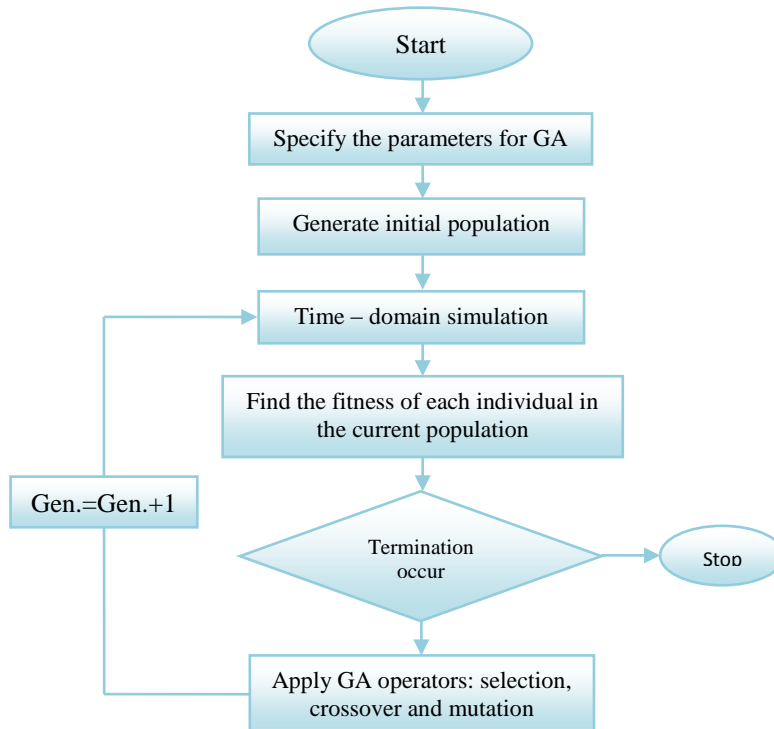 Start
Specify the parameters for GA
Generate initial population
Time – domain simulation
Find the fitness of each individual in
the current population
Gen.=Gen.+1
Termination
occur
Stop
Apply GA operators: selection,
crossover and mutation